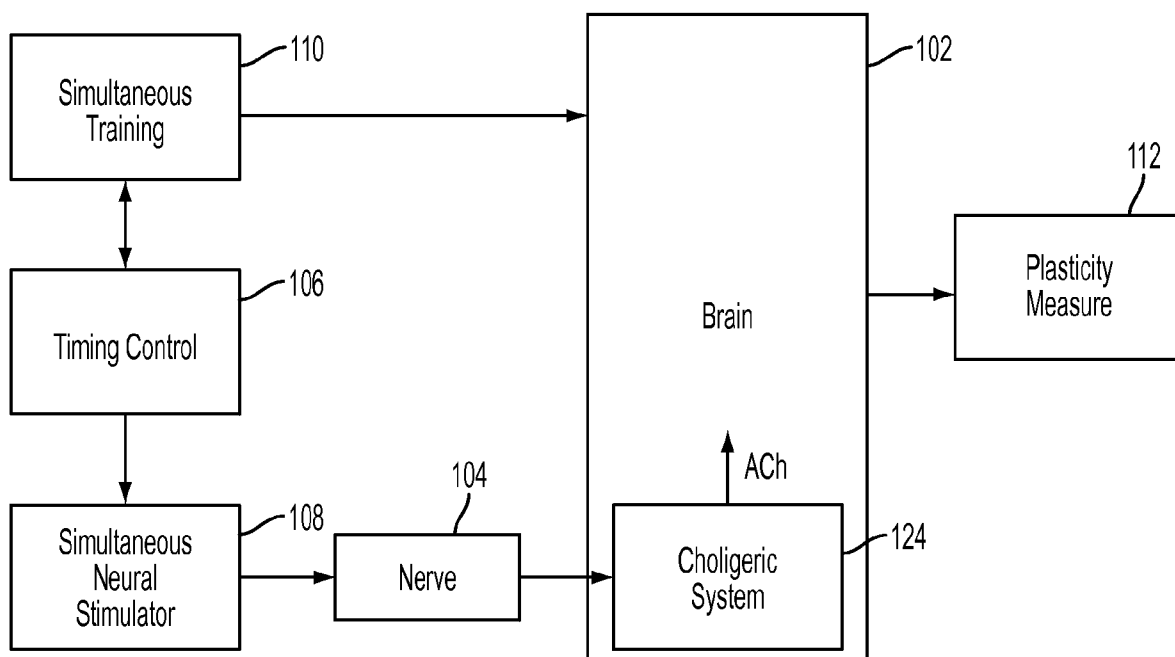 110
Simultaneous
Training
102
112
Plasticity
Measure
106
Timing Control
Brain
ACh
108
Simultaneous
Neural
Stimulator
104
Nerve
124
Choligeric
System